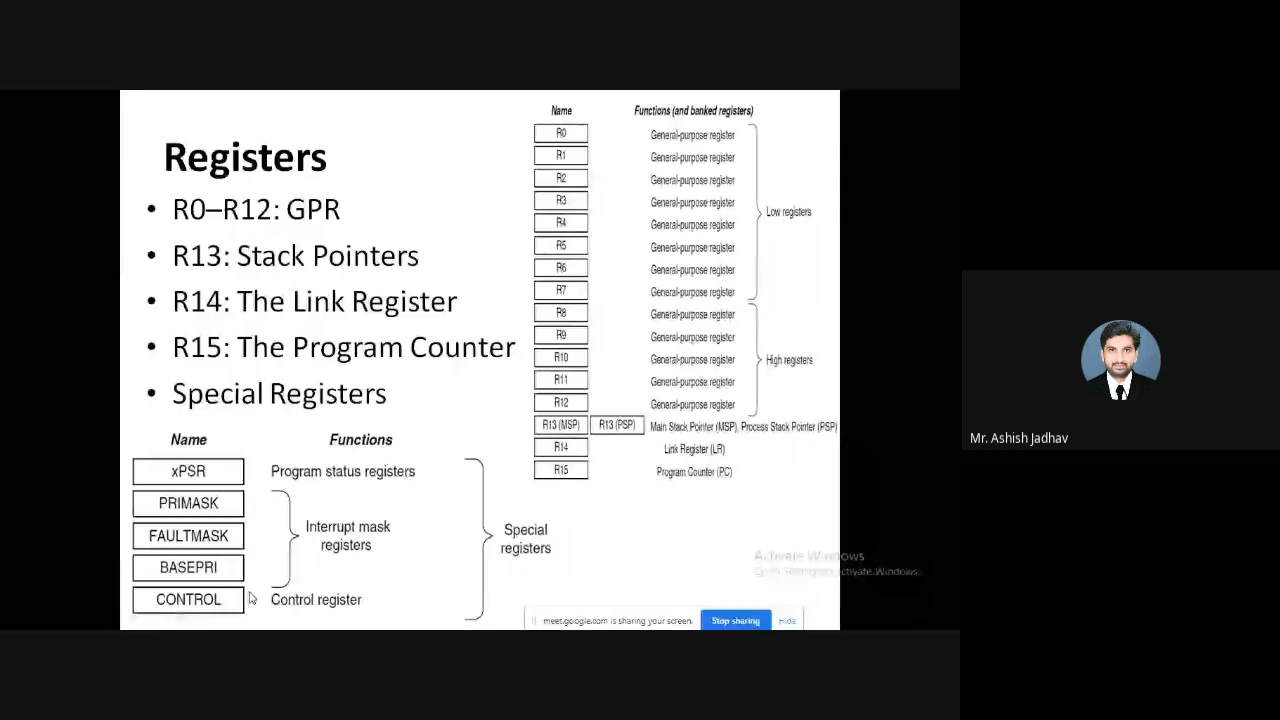 Registers
• R0–R12: GPR
• R13: Stack Pointers
• R14: The Link Register
• R15: The Program Counter
• Special Registers
Name Functions
xPSR Program status registers
PRIMASK
FAULTMASK
BASEPRI
Interrupt mask
registers
CONTROL Control register
Special
registers
Name Functions (and banked registers)
R0 General-purpose register
R1 General-purpose register
R2 General-purpose register
R3 General-purpose register
R4 General-purpose register
R5 General-purpose register
R6 General-purpose register
R7 General-purpose register
Low registers
R8 General-purpose register
R9 General-purpose register
R10 General-purpose register
R11 General-purpose register
R12 General-purpose register
High registers
R13 (MSP) R13 (PSP) Main Stack Pointer (MSP), Process Stack Pointer (PSP)
R14 Link Register (LR)
R15 Program Counter (PC)
Activate Windows
activate Windows.
meet.google.com is sharing your screen. Stop sharing Hide
Mr. Ashish Jadhav